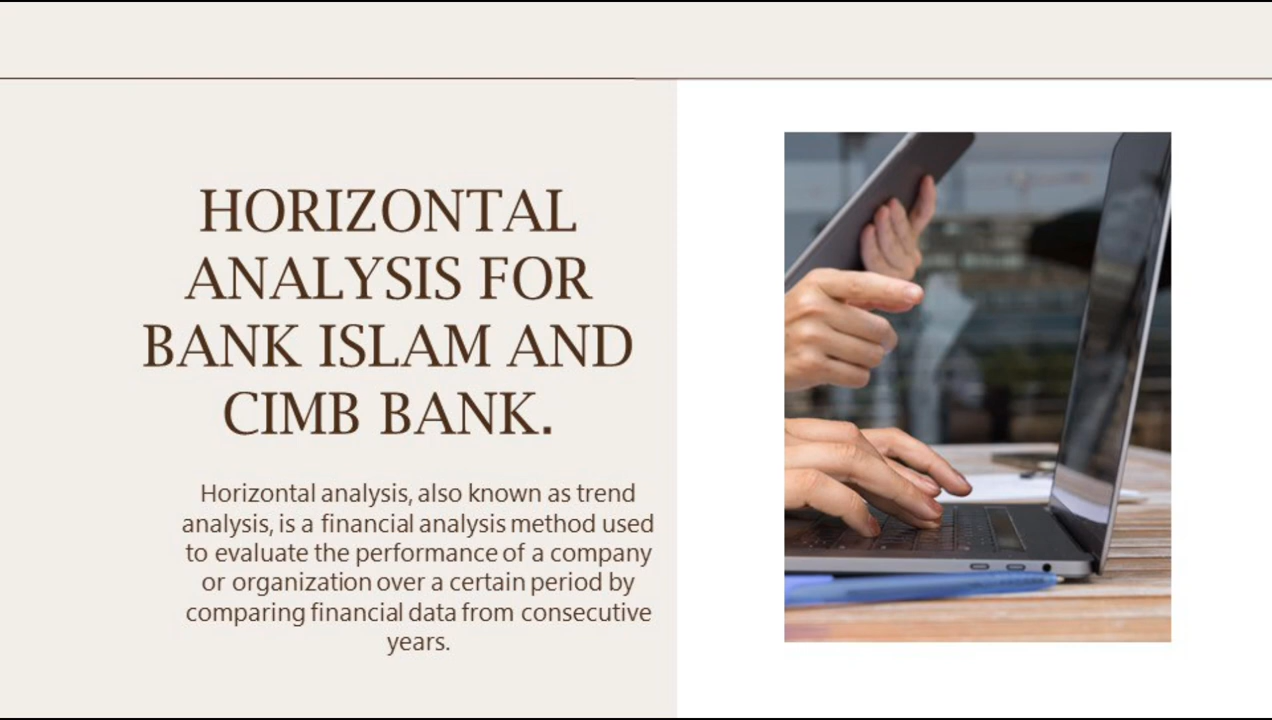 HORIZONTAL
ANALYSIS FOR
BANK ISLAM AND
CIMB BANK.
Horizontal analysis, also known as trend
analysis, is a financial analysis method used
to evaluate the performance of a company
or organization over a certain period by
comparing financial data from consecutive
years.